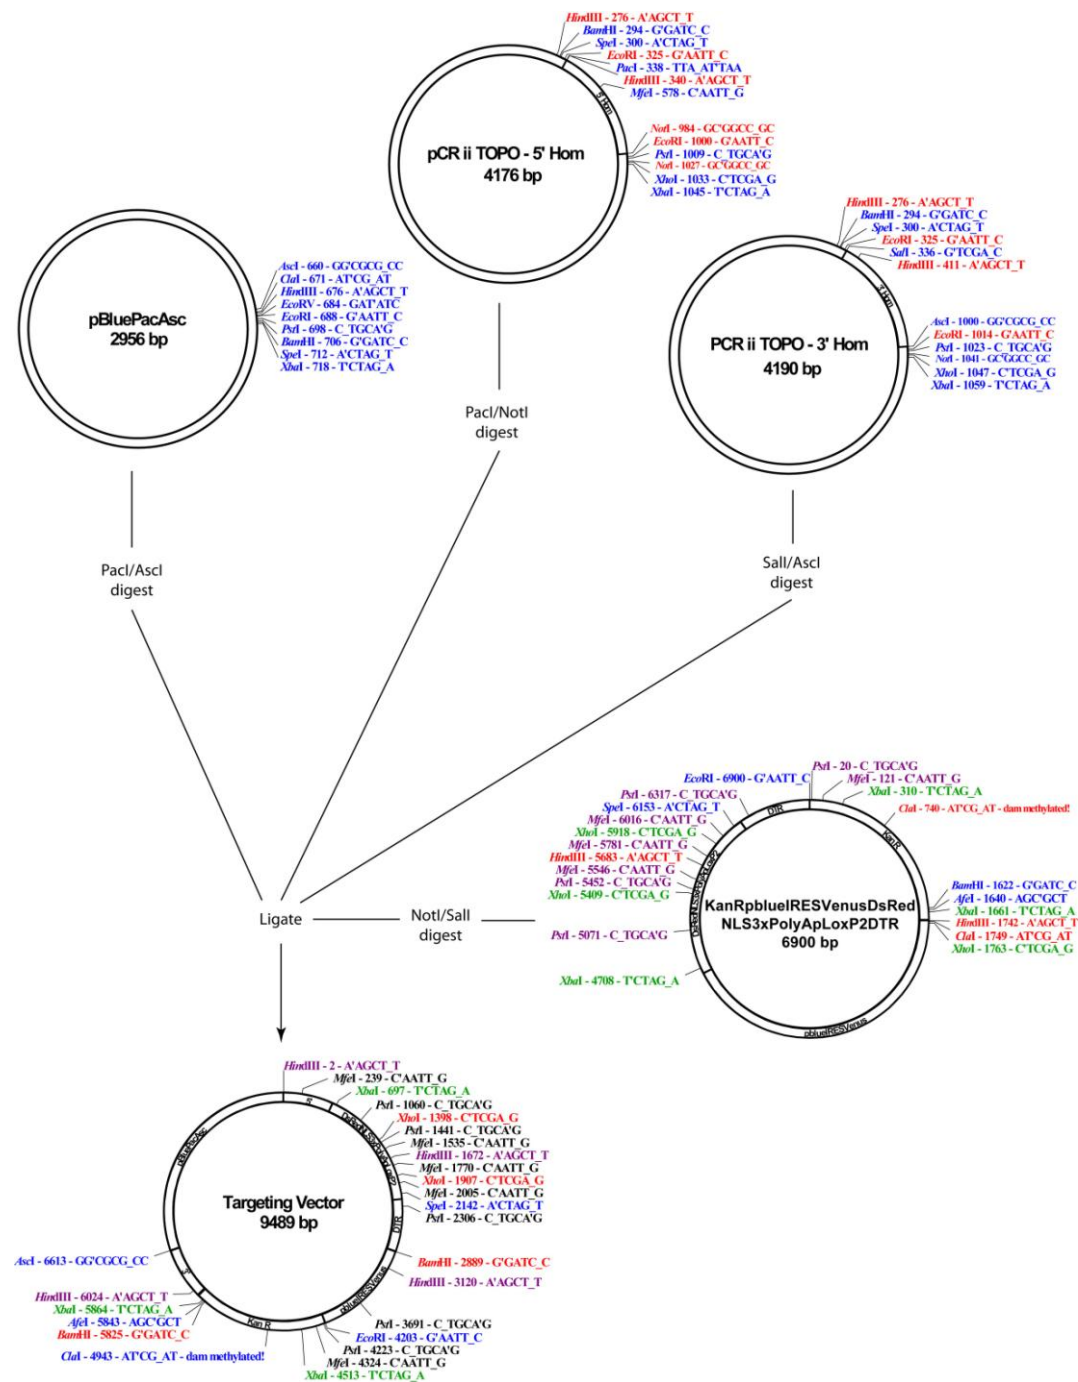 HindIII - 276 - A'AGCT_T
BamHI - 294 - G'GATC_C
SpeI - 300 - A'CTAG_T
EcoRI - 325 - G'AATT_C
PacI - 338 - TTA_AT'TAA
HindIII - 340 - A'AGCT_T
MfeI - 578 - C'AATT_G
5' Hom
NotI - 984 - GC'GGCC_GC
EcoRI - 1000 - G'AATT_C
PstI - 1009 - C_TGCA'G
NotI - 1027 - GC'GGCC_GC
XhoI - 1033 - C'TCGA_G
XbaI - 1045 - T'CTAG_A
pCR ii TOPO - 5' Hom
4176 bp
HindIII - 276 - A'AGCT_T
BamHI - 294 - G'GATC_C
SpeI - 300 - A'CTAG_T
EcoRI - 325 - G'AATT_C
SalI - 336 - G'TCGA_C
HindIII - 411 - A'AGCT_T
3' Hom
AscI - 1000 - GG'CGCG_CC
EcoRI - 1014 - G'AATT_C
PstI - 1023 - C_TGCA'G
NotI - 1041 - GC'GGCC_GC
XhoI - 1047 - C'TCGA_G
XbaI - 1059 - T'CTAG_A
PCR ii TOPO - 3' Hom
4190 bp
AscI - 660 - GG'CGCG_CC
ClaI - 671 - AT'CG_AT
HindIII - 676 - A'AGCT_T
EcoRV - 684 - GAT'ATC
EcoRI - 688 - G'AATT_C
PstI - 698 - C_TGCA'G
BamHI - 706 - G'GATC_C
SpeI - 712 - A'CTAG_T
XbaI - 718 - T'CTAG_A
pBluePacAsc
2956 bp
PacI/NotI
digest
PacI/AscI
digest
SalI/AscI
digest
Ligate
NotI/SalI
digest
EcoRI - 6900 - G'AATT_C
PstI - 6317 - C_TGCA'G
SpeI - 6153 - A'CTAG_T
MfeI - 6016 - C'AATT_G
XhoI - 5918 - C'TCGA_G
MfeI - 5781 - C'AATT_G
HindIII - 5683 - A'AGCT_T
MfeI - 5546 - C'AATT_G
PstI - 5452 - C_TGCA'G
XhoI - 5409 - C'TCGA_G
PstI - 5071 - C_TGCA'G
XbaI - 4708 - T'CTAG_A
PstI - 20 - C_TGCA'G
MfeI - 121 - C'AATT_G
XbaI - 310 - T'CTAG_A
ClaI - 740 - AT'CG_AT - dam methylated!
BamHI - 1622 - G'GATC_C
AfeI - 1640 - AGC'GCT
XbaI - 1661 - T'CTAG_A
HindIII - 1742 - A'AGCT_T
ClaI - 1749 - AT'CG_AT
XhoI - 1763 - C'TCGA_G
DTR
Kan R
pblueIRESVenus
KanRpblueIRESVenusDsRed
NLS3xPolyApLoxP2DTR
6900 bp
HindIII - 2 - A'AGCT_T
MfeI - 239 - C'AATT_G
XbaI - 697 - T'CTAG_A
PstI - 1060 - C_TGCA'G
XhoI - 1398 - C'TCGA_G
PstI - 1441 - C_TGCA'G
MfeI - 1535 - C'AATT_G
HindIII - 1672 - A'AGCT_T
MfeI - 1770 - C'AATT_G
XhoI - 1907 - C'TCGA_G
MfeI - 2005 - C'AATT_G
SpeI - 2142 - A'CTAG_T
PstI - 2306 - C_TGCA'G
BamHI - 2889 - G'GATC_C
HindIII - 3120 - A'AGCT_T
PstI - 3691 - C_TGCA'G
EcoRI - 4203 - G'AATT_C
PstI - 4223 - C_TGCA'G
MfeI - 4324 - C'AATT_G
XbaI - 4513 - T'CTAG_A
AscI - 6613 - GG'CGCG_CC
HindIII - 6024 - A'AGCT_T
XbaI - 5864 - T'CTAG_A
AfeI - 5843 - AGC'GCT
BamHI - 5825 - G'GATC_C
ClaI - 4943 - AT'CG_AT - dam methylated!
5'
DTR
pblueIRESVenus
Kan R
3'
pBluePacAsc
Targeting Vector
9489 bp